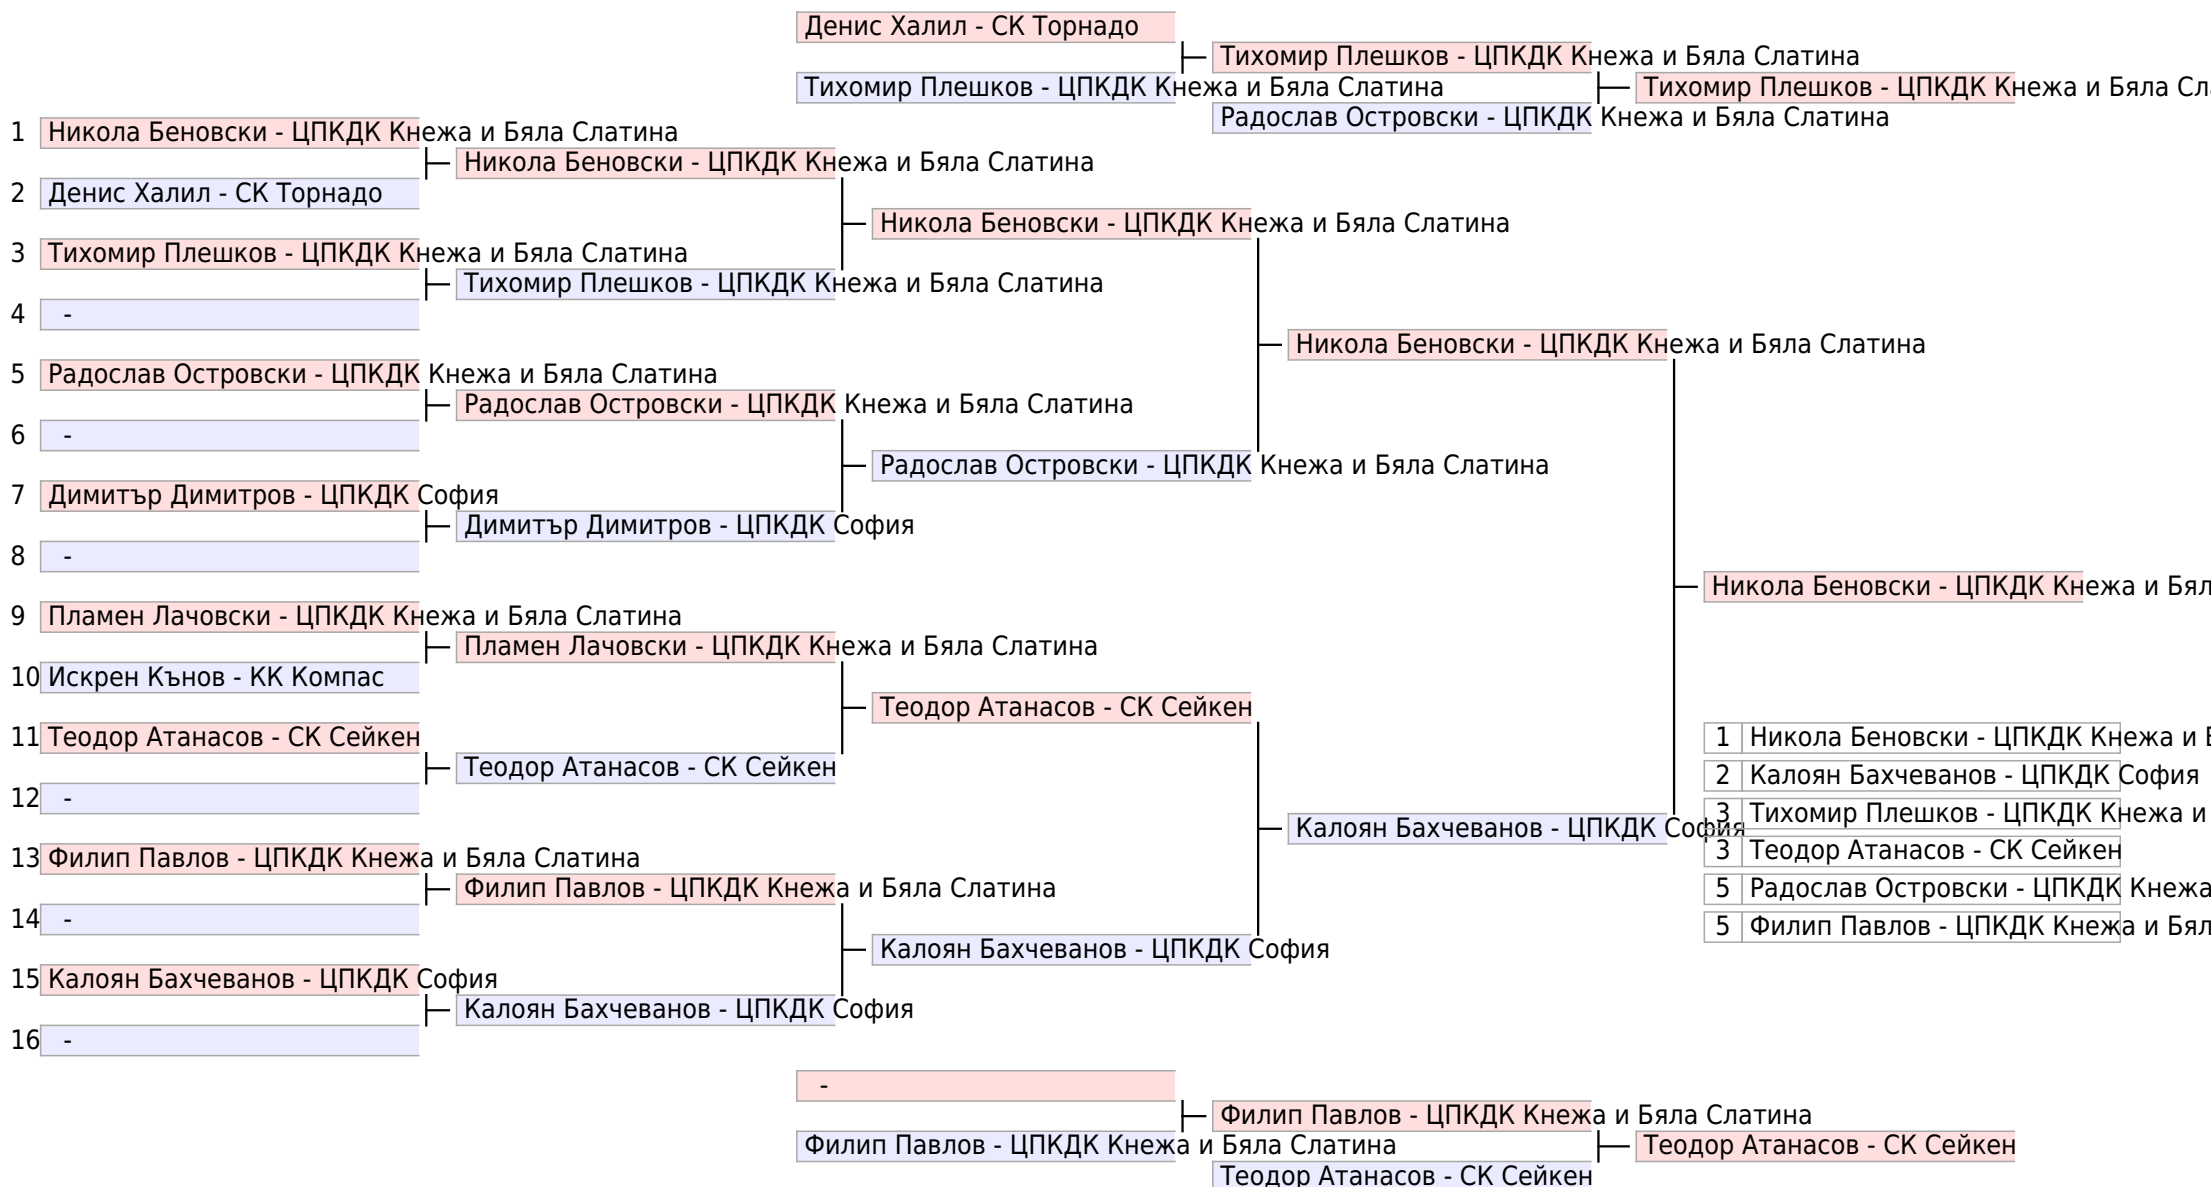 Денис Халил - СК Торнадо
Тихомир Плешков - ЦПКДК Кнежа и Бяла Слатина
Тихомир Плешков - ЦПКДК Кнежа и Бяла Слатина
Тихомир Плешков - ЦПКДК Кнежа и Бяла Сл
Радослав Островски - ЦПКДК Кнежа и Бяла Слатина
1 Никола Беновски - ЦПКДК Кнежа и Бяла Слатина
Никола Беновски - ЦПКДК Кнежа и Бяла Слатина
2 Денис Халил - СК Торнадо
Никола Беновски - ЦПКДК Кнежа и Бяла Слатина
3 Тихомир Плешков - ЦПКДК Кнежа и Бяла Слатина
Тихомир Плешков - ЦПКДК Кнежа и Бяла Слатина
4 -
Никола Беновски - ЦПКДК Кнежа и Бяла Слатина
5 Радослав Островски - ЦПКДК Кнежа и Бяла Слатина
Радослав Островски - ЦПКДК Кнежа и Бяла Слатина
6 -
Радослав Островски - ЦПКДК Кнежа и Бяла Слатина
7 Димитър Димитров - ЦПКДК София
Димитър Димитров - ЦПКДК София
8 -
Никола Беновски - ЦПКДК Кнежа и Бял
9 Пламен Лачовски - ЦПКДК Кнежа и Бяла Слатина
Пламен Лачовски - ЦПКДК Кнежа и Бяла Слатина
10 Искрен Кънов - КК Компас
Теодор Атанасов - СК Сейкен
11 Теодор Атанасов - СК Сейкен
Теодор Атанасов - СК Сейкен
12 -
Калоян Бахчеванов - ЦПКДК София
13 Филип Павлов - ЦПКДК Кнежа и Бяла Слатина
Филип Павлов - ЦПКДК Кнежа и Бяла Слатина
14 -
Калоян Бахчеванов - ЦПКДК София
15 Калоян Бахчеванов - ЦПКДК София
Калоян Бахчеванов - ЦПКДК София
16 -
1 Никола Беновски - ЦПКДК Кнежа и
2 Калоян Бахчеванов - ЦПКДК София
3 Тихомир Плешков - ЦПКДК Кнежа и
3 Теодор Атанасов - СК Сейкен
5 Радослав Островски - ЦПКДК Кнежа
5 Филип Павлов - ЦПКДК Кнежа и Бял
-
Филип Павлов - ЦПКДК Кнежа и Бяла Слатина
Филип Павлов - ЦПКДК Кнежа и Бяла Слатина
Теодор Атанасов - СК Сейкен
Теодор Атанасов - СК Сейкен